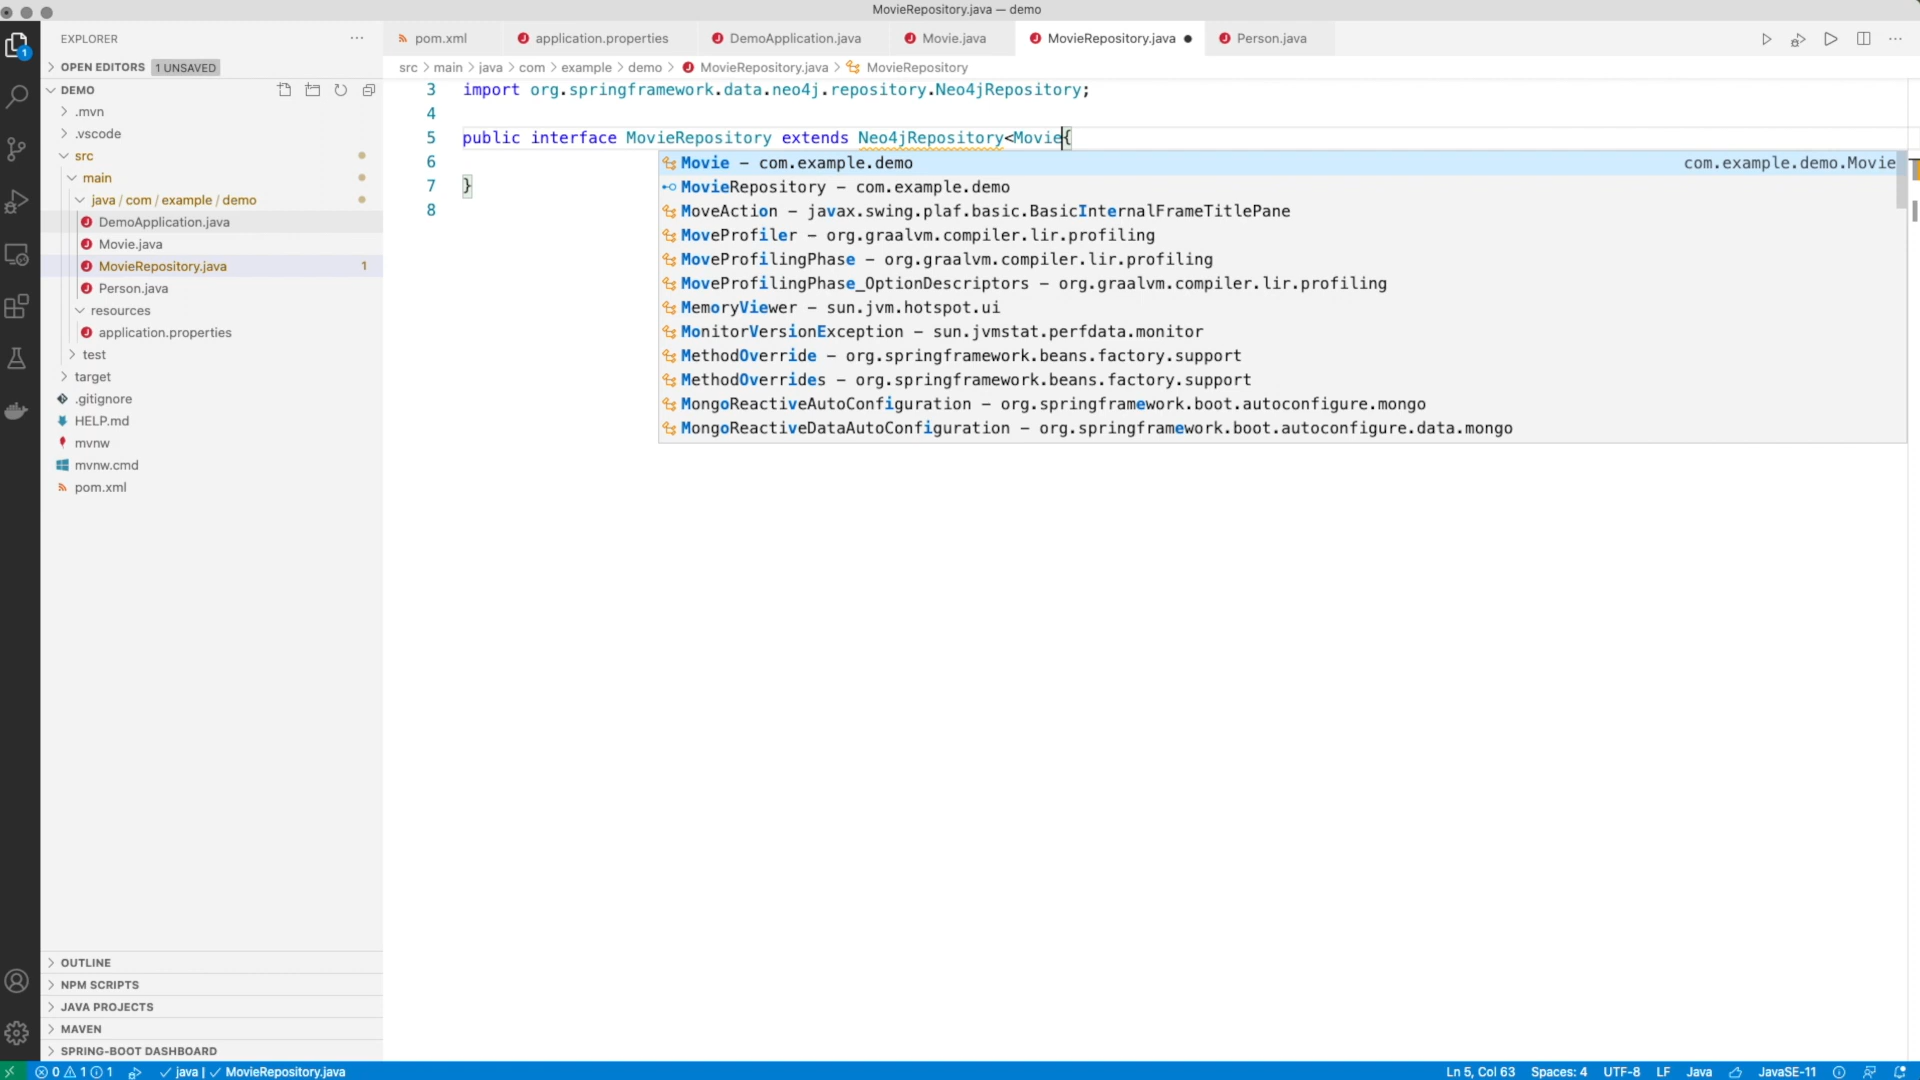 MovieRepository.java — demo
EXPLORER
pom.xml
application.properties
DemoApplication.java
Movie.java
MovieRepository.java
Person.java
OPEN EDITORS 1 UNSAVED
src > main > java > com > example > demo > MovieRepository.java > MovieRepository
DEMO
.mvn
.vscode
src
main
java / com / example / demo
DemoApplication.java
Movie.java
MovieRepository.java 1
Person.java
resources
application.properties
test
target
.gitignore
HELP.md
mvnw
mvnw.cmd
pom.xml
OUTLINE
NPM SCRIPTS
JAVA PROJECTS
MAVEN
SPRING-BOOT DASHBOARD
3 import org.springframework.data.neo4j.repository.Neo4jRepository;
4
5 public interface MovieRepository extends Neo4jRepository<Movie{
6
7 }
8
Movie – com.example.demo com.example.demo.Movie
MovieRepository – com.example.demo
MoveAction – javax.swing.plaf.basic.BasicInternalFrameTitlePane
MoveProfiler – org.graalvm.compiler.lir.profiling
MoveProfilingPhase – org.graalvm.compiler.lir.profiling
MoveProfilingPhase_OptionDescriptors – org.graalvm.compiler.lir.profiling
MemoryViewer – sun.jvm.hotspot.ui
MonitorVersionException – sun.jvmstat.perfdata.monitor
MethodOverride – org.springframework.beans.factory.support
MethodOverrides – org.springframework.beans.factory.support
MongoReactiveAutoConfiguration – org.springframework.boot.autoconfigure.mongo
MongoReactiveDataAutoConfiguration – org.springframework.boot.autoconfigure.data.mongo
1
0 1 1 java | MovieRepository.java
Ln 5, Col 63 Spaces: 4 UTF-8 LF Java JavaSE-11